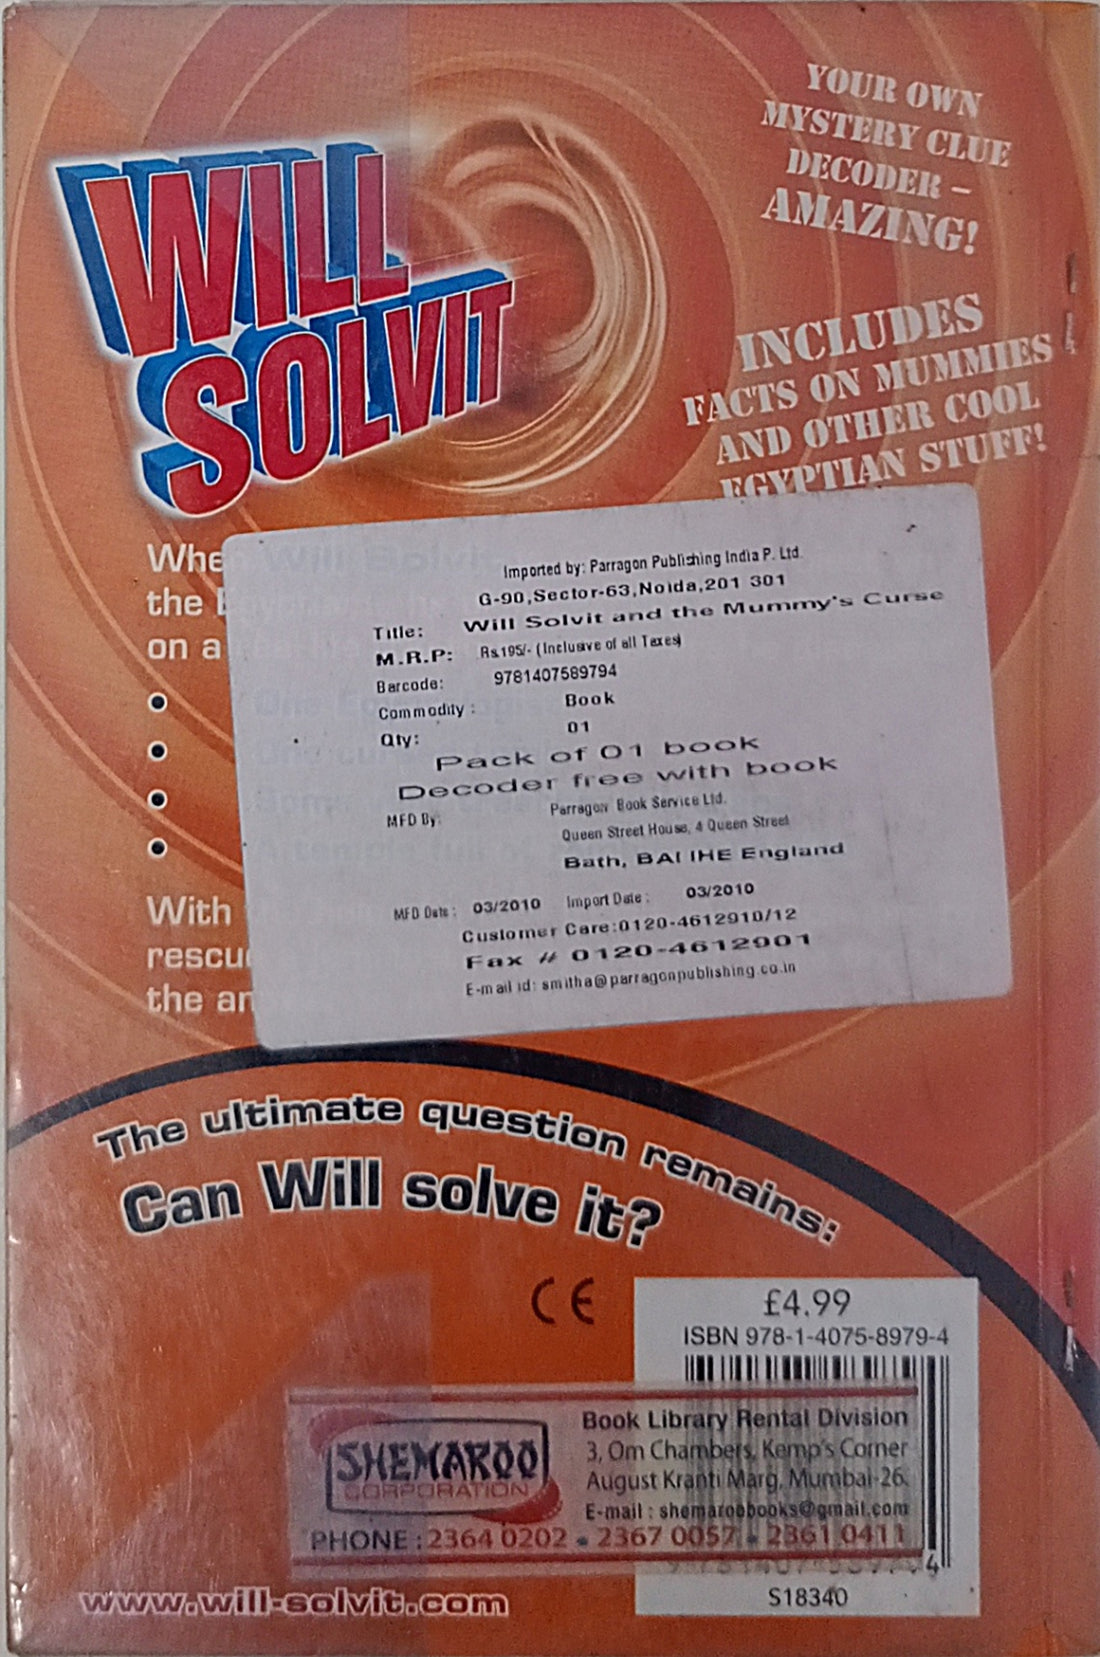 WILL
SOLVIT
YOUR OWN
MYSTERY CLUE
DECODER –
AMAZING!
INCLUDES
FACTS ON MUMMIES
AND OTHER COOL
EGYPTIAN STUFF!
Whe
the
on a
•
•
•
•
With
rescu
the an
Imported by: Parragon Publishing India P. Ltd.
G-90,Sector-63,Noida,201 301
Title: Will Solvit and the Mummy's Curse
M.R.P: Rs.195/- (Inclusive of all Taxes)
Barcode: 9781407589794
Commodity : Book
Qty: 01
Pack of 01 book
Decoder free with book
MFD By: Parragon Book Service Ltd.
Queen Street House, 4 Queen Street
Bath, BA1 1HE England
MFD Date : 03/2010 Import Date : 03/2010
Customer Care:0120-4612910/12
Fax # 0120-4612901
E-mail id: smitha@parragonpublishing.co.in
The ultimate question remains:
Can Will solve it?
CE
£4.99
ISBN 978-1-4075-8979-4
SHEMAROO
CORPORATION
Book Library Rental Division
3, Om Chambers, Kemp's Corner
August Kranti Marg, Mumbai-26.
E-mail : shemaroobooks@gmail.com
PHONE : 2364 0202 • 2367 0057 • 2361 0411
9 781407 589794
S18340
www.will-solvit.com